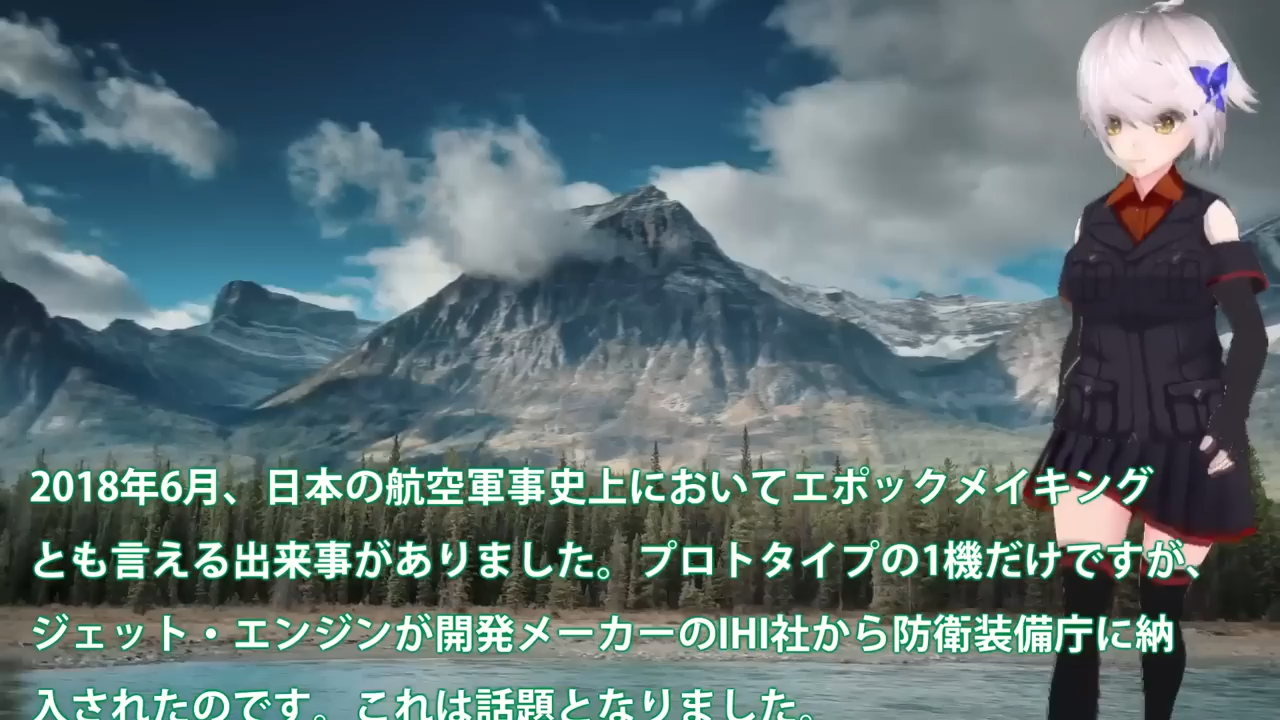 2018年6月、日本の航空軍事史上においてエポックメイキング
とも言える出来事がありました。プロトタイプの1機だけですが、
ジェット・エンジンが開発メーカーのIHI社から防衛装備庁に納
入されたのです。これは話題となりました。